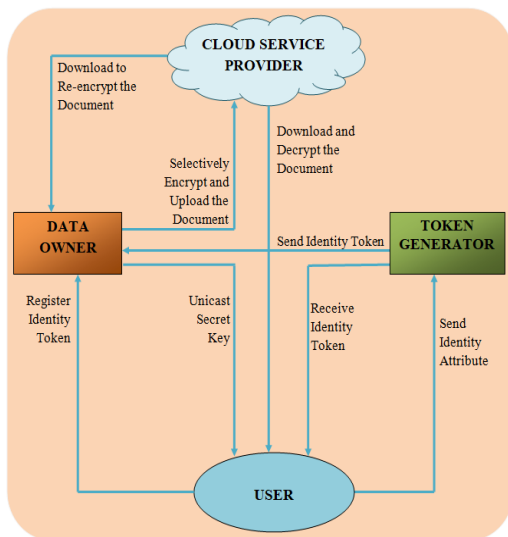 CLOUD SERVICE
PROVIDER
Download to
Re-encrypt the
Document
Download and
Decrypt the
Document
Selectively
Encrypt and
Upload the
Document
DATA
OWNER
TOKEN
GENERATOR
Send Identity Token
Register
Identity
Token
Unicast
Secret
Key
Receive
Identity
Token
Send
Identity
Attribute
USER